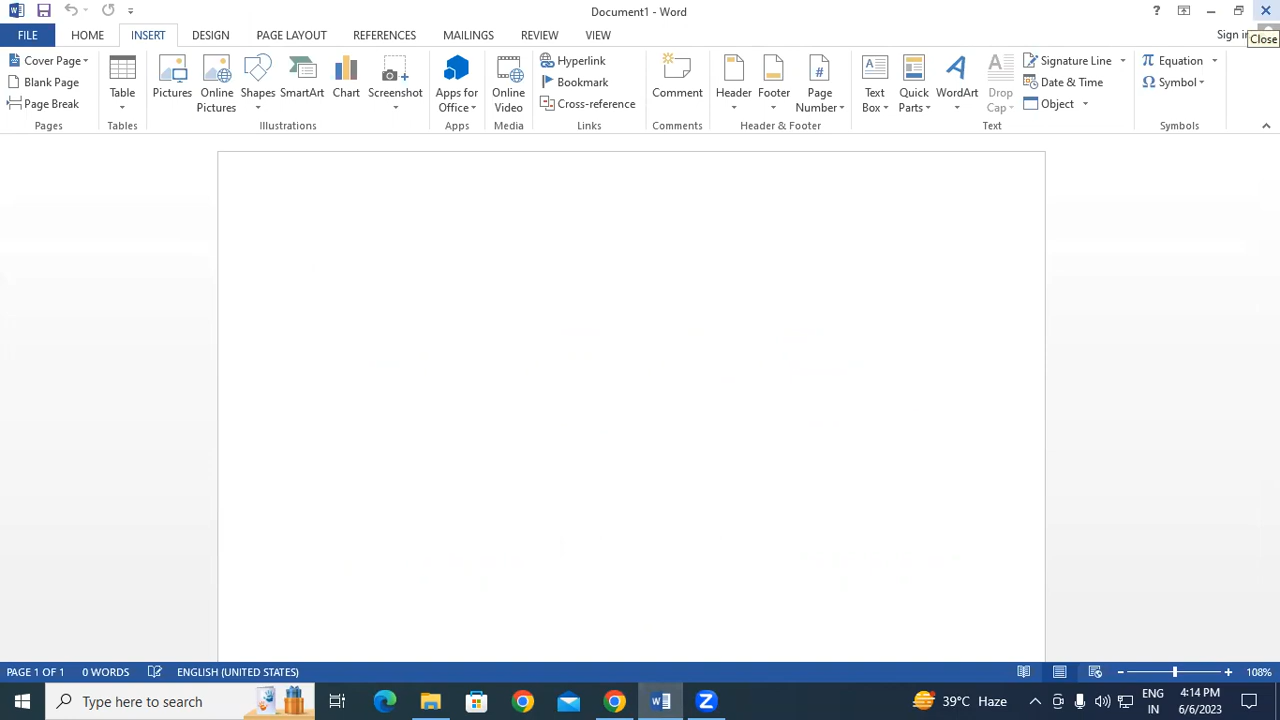 Document1 - Word
FILE HOME INSERT DESIGN PAGE LAYOUT REFERENCES MAILINGS REVIEW VIEW
Close
Cover Page
Blank Page
Page Break
Pages
Table
Tables
Pictures
Online Pictures
Shapes
SmartArt
Chart
Screenshot
Illustrations
Apps for Office
Apps
Online Video
Media
Hyperlink
Bookmark
Cross-reference
Links
Comment
Comments
Header
Footer
Page Number
Header & Footer
Text Box
Quick Parts
WordArt
Drop Cap
Signature Line
Date & Time
Object
Text
Equation
Symbol
Symbols
PAGE 1 OF 1 0 WORDS ENGLISH (UNITED STATES) 108%
Type here to search
39°C Haze
ENG
IN
4:14 PM
6/6/2023